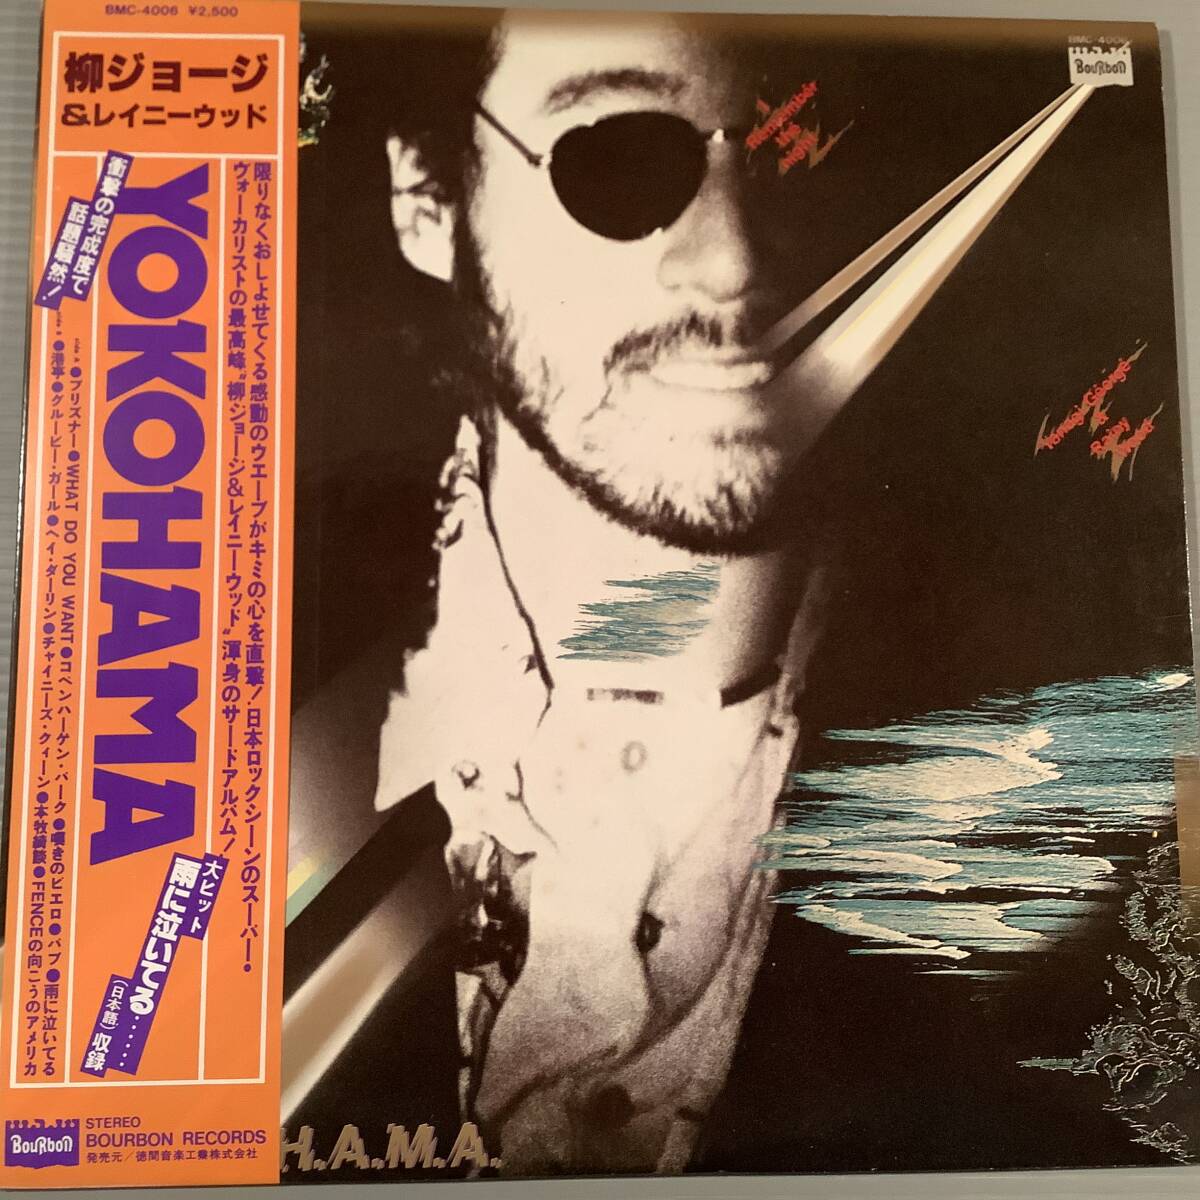 BMC-4006 ¥2,500
柳ジョージ
&レイニーウッド
衝撃の完成度で
話題騒然!
YOKOHAMA
限りなくおしよせてくる感動のウエーブがキミの心を直撃!日本ロックシーンのスーパー・
ヴォーカリストの最高峰、"柳ジョージ&レイニーウッド"渾身のサードアルバム!
大ヒット
雨に泣いてる……
(日本語)収録
side A ●プリズナー●WHAT DO YOU WANT●コペンハーゲン・パーク●嘆きのピエロ●パブ●雨に泣いてる
side B ●港亭●グルービー・ガール●ヘイ・ダーリン●チャイニーズ・クィーン●本牧綺談●FENCEの向こうのアメリカ
BOURBON
STEREO
BOURBON RECORDS
発売元/徳間音楽工業株式会社
BMC-4006
BOURBON
Remember
the
night
Yanagi George
&
Rainy
Wood
H.A.M.A.